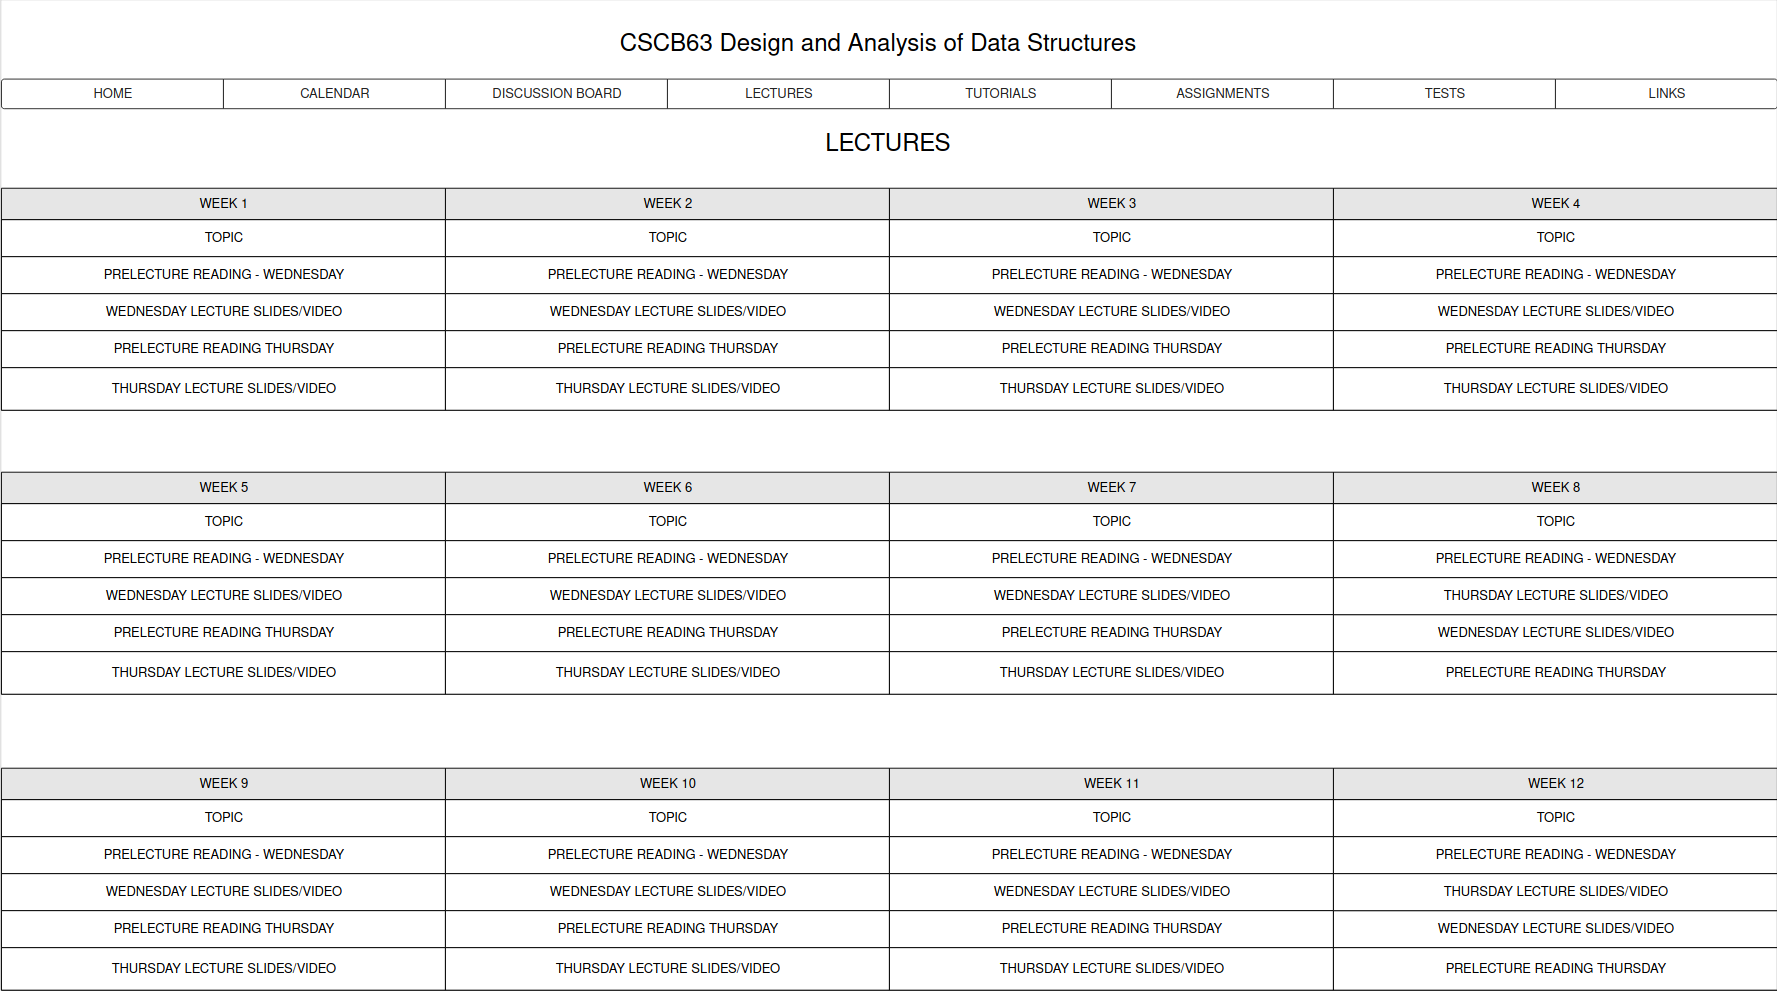 CSCB63 Design and Analysis of Data Structures
HOME CALENDAR DISCUSSION BOARD LECTURES TUTORIALS ASSIGNMENTS TESTS LINKS
LECTURES
WEEK 1 WEEK 2 WEEK 3 WEEK 4
TOPIC TOPIC TOPIC TOPIC
PRELECTURE READING - WEDNESDAY PRELECTURE READING - WEDNESDAY PRELECTURE READING - WEDNESDAY PRELECTURE READING - WEDNESDAY
WEDNESDAY LECTURE SLIDES/VIDEO WEDNESDAY LECTURE SLIDES/VIDEO WEDNESDAY LECTURE SLIDES/VIDEO WEDNESDAY LECTURE SLIDES/VIDEO
PRELECTURE READING THURSDAY PRELECTURE READING THURSDAY PRELECTURE READING THURSDAY PRELECTURE READING THURSDAY
THURSDAY LECTURE SLIDES/VIDEO THURSDAY LECTURE SLIDES/VIDEO THURSDAY LECTURE SLIDES/VIDEO THURSDAY LECTURE SLIDES/VIDEO
WEEK 5 WEEK 6 WEEK 7 WEEK 8
TOPIC TOPIC TOPIC TOPIC
PRELECTURE READING - WEDNESDAY PRELECTURE READING - WEDNESDAY PRELECTURE READING - WEDNESDAY PRELECTURE READING - WEDNESDAY
WEDNESDAY LECTURE SLIDES/VIDEO WEDNESDAY LECTURE SLIDES/VIDEO WEDNESDAY LECTURE SLIDES/VIDEO THURSDAY LECTURE SLIDES/VIDEO
PRELECTURE READING THURSDAY PRELECTURE READING THURSDAY PRELECTURE READING THURSDAY WEDNESDAY LECTURE SLIDES/VIDEO
THURSDAY LECTURE SLIDES/VIDEO THURSDAY LECTURE SLIDES/VIDEO THURSDAY LECTURE SLIDES/VIDEO PRELECTURE READING THURSDAY
WEEK 9 WEEK 10 WEEK 11 WEEK 12
TOPIC TOPIC TOPIC TOPIC
PRELECTURE READING - WEDNESDAY PRELECTURE READING - WEDNESDAY PRELECTURE READING - WEDNESDAY PRELECTURE READING - WEDNESDAY
WEDNESDAY LECTURE SLIDES/VIDEO WEDNESDAY LECTURE SLIDES/VIDEO WEDNESDAY LECTURE SLIDES/VIDEO THURSDAY LECTURE SLIDES/VIDEO
PRELECTURE READING THURSDAY PRELECTURE READING THURSDAY PRELECTURE READING THURSDAY WEDNESDAY LECTURE SLIDES/VIDEO
THURSDAY LECTURE SLIDES/VIDEO THURSDAY LECTURE SLIDES/VIDEO THURSDAY LECTURE SLIDES/VIDEO PRELECTURE READING THURSDAY